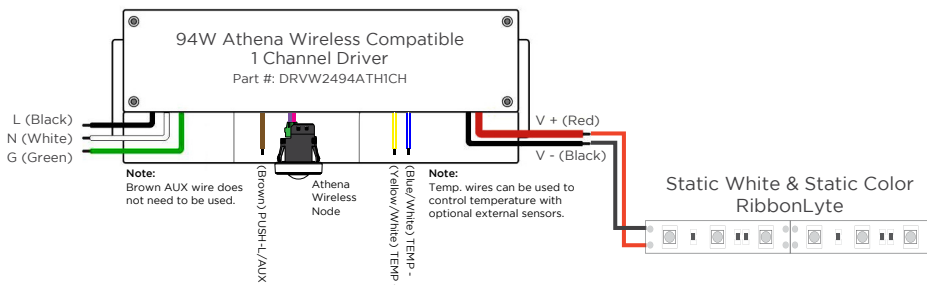 94W Athena Wireless Compatible
1 Channel Driver
Part #: DRVW2494ATH1CH
L (Black)
N (White)
G (Green)
V + (Red)
V - (Black)
Note:
Brown AUX wire does
not need to be used.
(Brown) PUSH-L/AUX
Athena
Wireless
Node
(Yellow/White) TEMP
(Blue/White) TEMP -
Note:
Temp. wires can be used to
control temperature with
optional external sensors.
Static White & Static Color
RibbonLyte